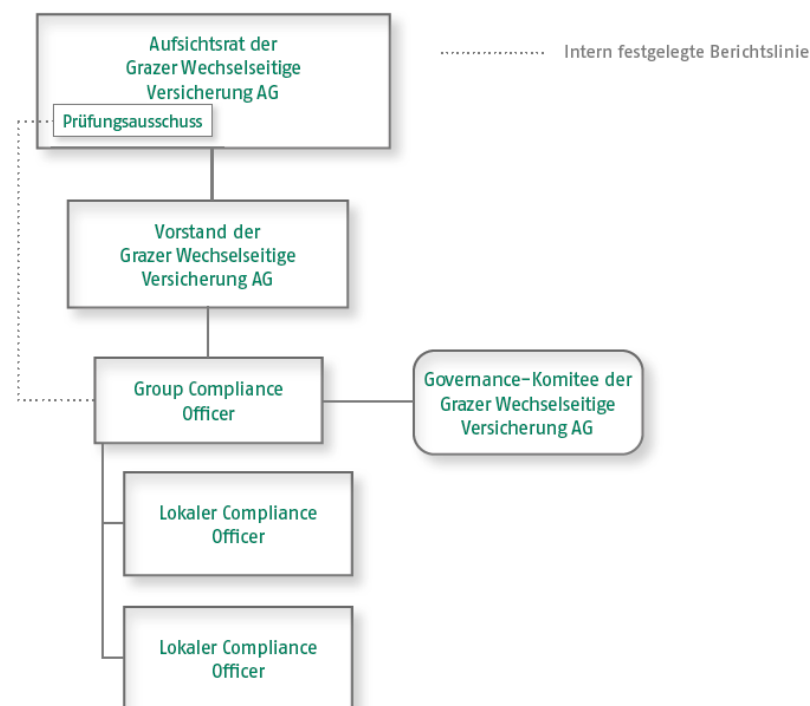 Aufsichtsrat der
Grazer Wechselseitige
Versicherung AG
Prüfungsausschuss
Intern festgelegte Berichtslinie
Vorstand der
Grazer Wechselseitige
Versicherung AG
Group Compliance
Officer
Governance-Komitee der
Grazer Wechselseitige
Versicherung AG
Lokaler Compliance
Officer
Lokaler Compliance
Officer